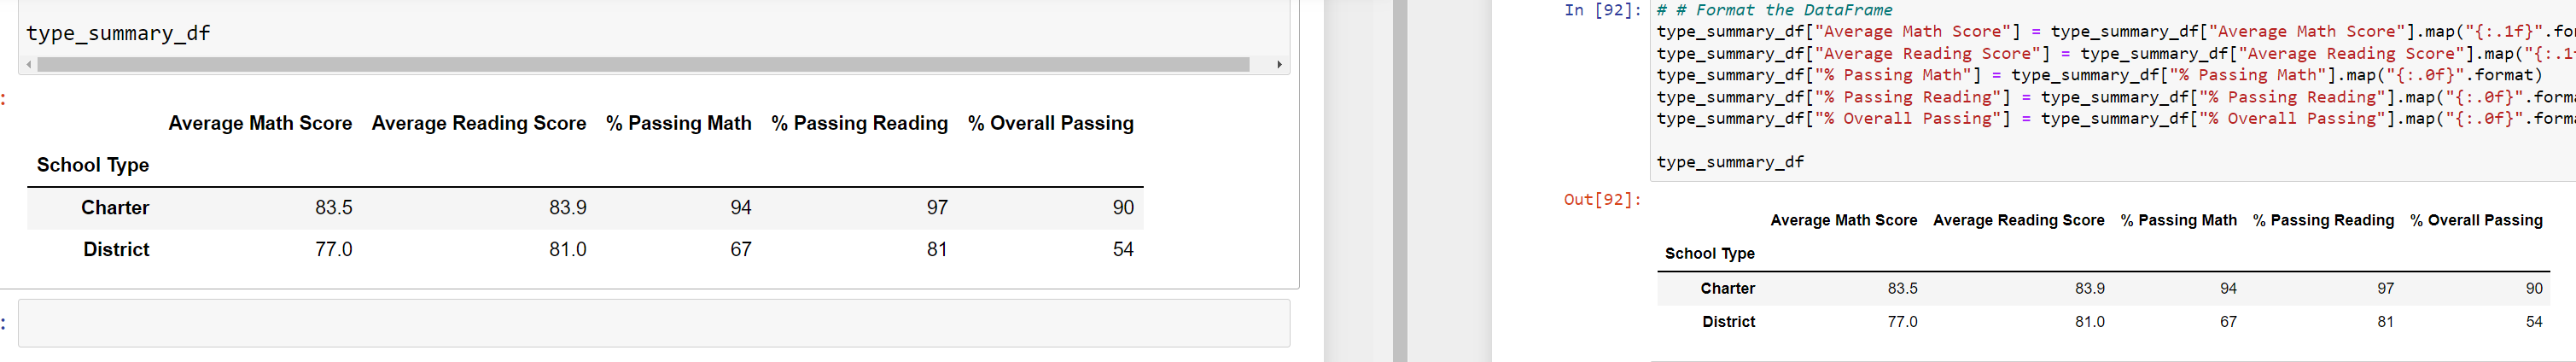 type_summary_df
:
Average Math Score Average Reading Score % Passing Math % Passing Reading % Overall Passing
School Type
Charter 83.5 83.9 94 97 90
District 77.0 81.0 67 81 54
:
In [92]: # # Format the DataFrame
type_summary_df["Average Math Score"] = type_summary_df["Average Math Score"].map("{:.1f}".fo
type_summary_df["Average Reading Score"] = type_summary_df["Average Reading Score"].map("{:.1
type_summary_df["% Passing Math"] = type_summary_df["% Passing Math"].map("{:.0f}".format)
type_summary_df["% Passing Reading"] = type_summary_df["% Passing Reading"].map("{:.0f}".form
type_summary_df["% Overall Passing"] = type_summary_df["% Overall Passing"].map("{:.0f}".form
type_summary_df
Out[92]:
Average Math Score Average Reading Score % Passing Math % Passing Reading % Overall Passing
School Type
Charter 83.5 83.9 94 97 90
District 77.0 81.0 67 81 54